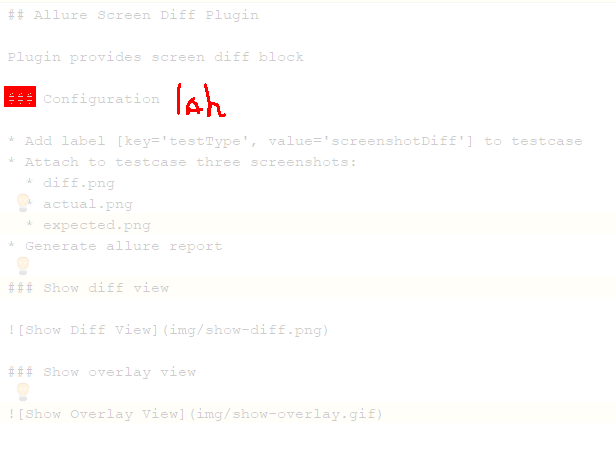 ## Allure Screen Diff Plugin
Plugin provides screen diff block
### Configuration lah
* Add label [key='testType', value='screenshotDiff'] to testcase
* Attach to testcase three screenshots:
* diff.png
* actual.png
* expected.png
* Generate allure report
### Show diff view
![Show Diff View](img/show-diff.png)
### Show overlay view
![Show Overlay View](img/show-overlay.gif)